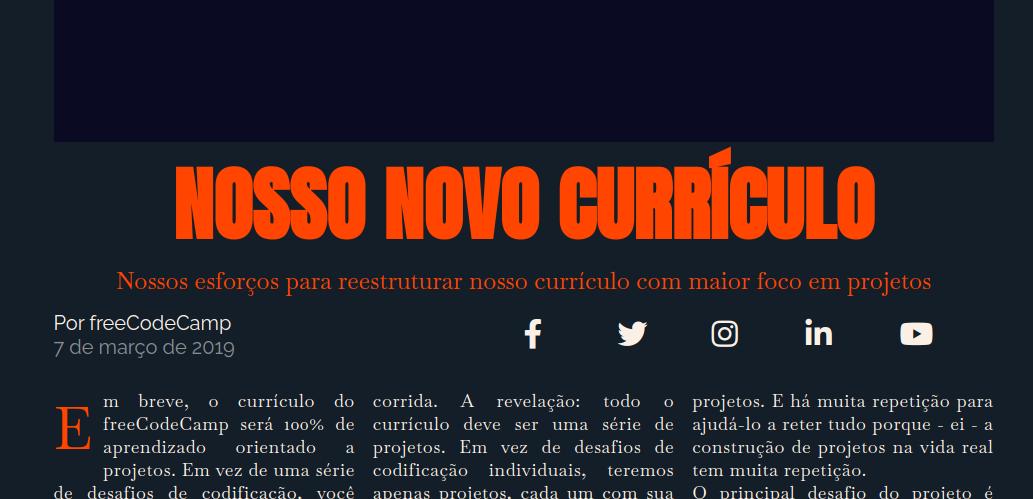 NOSSO NOVO CURRÍCULO
Nossos esforços para reestruturar nosso currículo com maior foco em projetos
Por freeCodeCamp
7 de março de 2019
Em breve, o currículo do
freeCodeCamp será 100% de
aprendizado orientado a
projetos. Em vez de uma série
de desafios de codificação, você
corrida. A revelação: todo o
currículo deve ser uma série de
projetos. Em vez de desafios de
codificação individuais, teremos
apenas projetos, cada um com sua
projetos. E há muita repetição para
ajudá-lo a reter tudo porque - ei - a
construção de projetos na vida real
tem muita repetição.
O principal desafio do projeto é